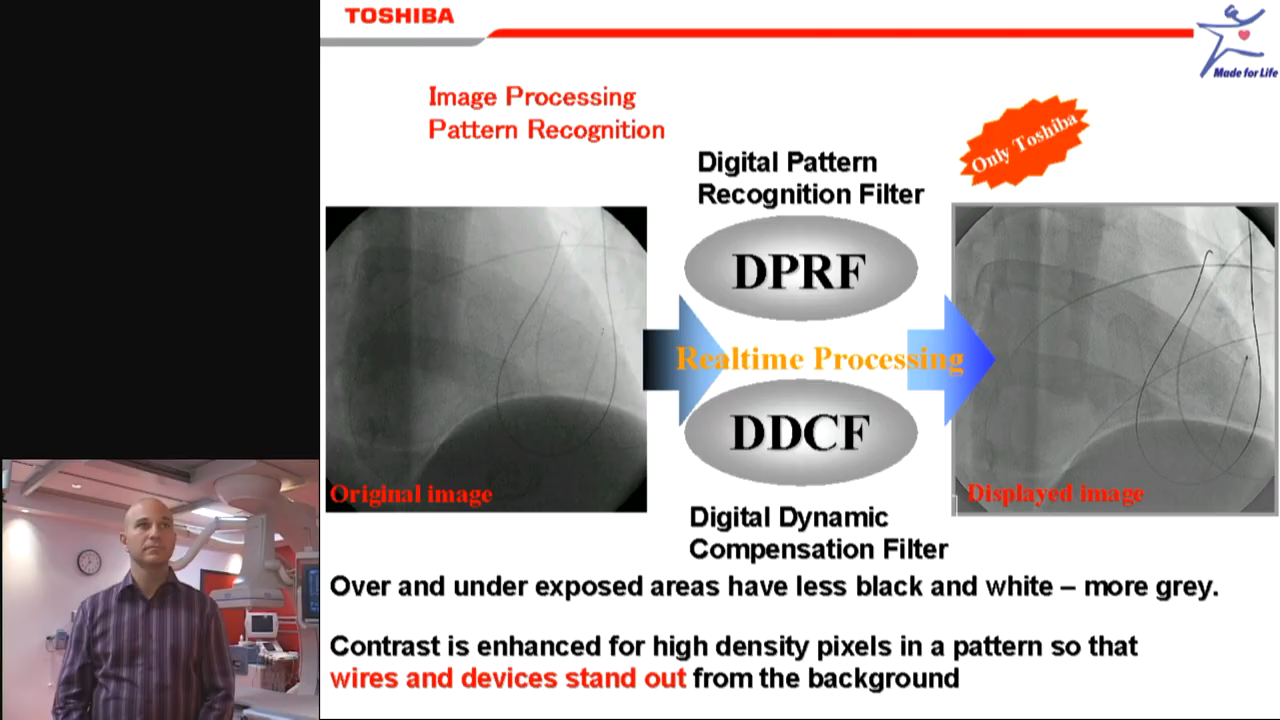 TOSHIBA
Made for Life
Image Processing
Pattern Recognition
Only Toshiba
Digital Pattern
Recognition Filter
DPRF
Realtime Processing
DDCF
Original image
Displayed image
Digital Dynamic
Compensation Filter
Over and under exposed areas have less black and white – more grey.
Contrast is enhanced for high density pixels in a pattern so that
wires and devices stand out from the background